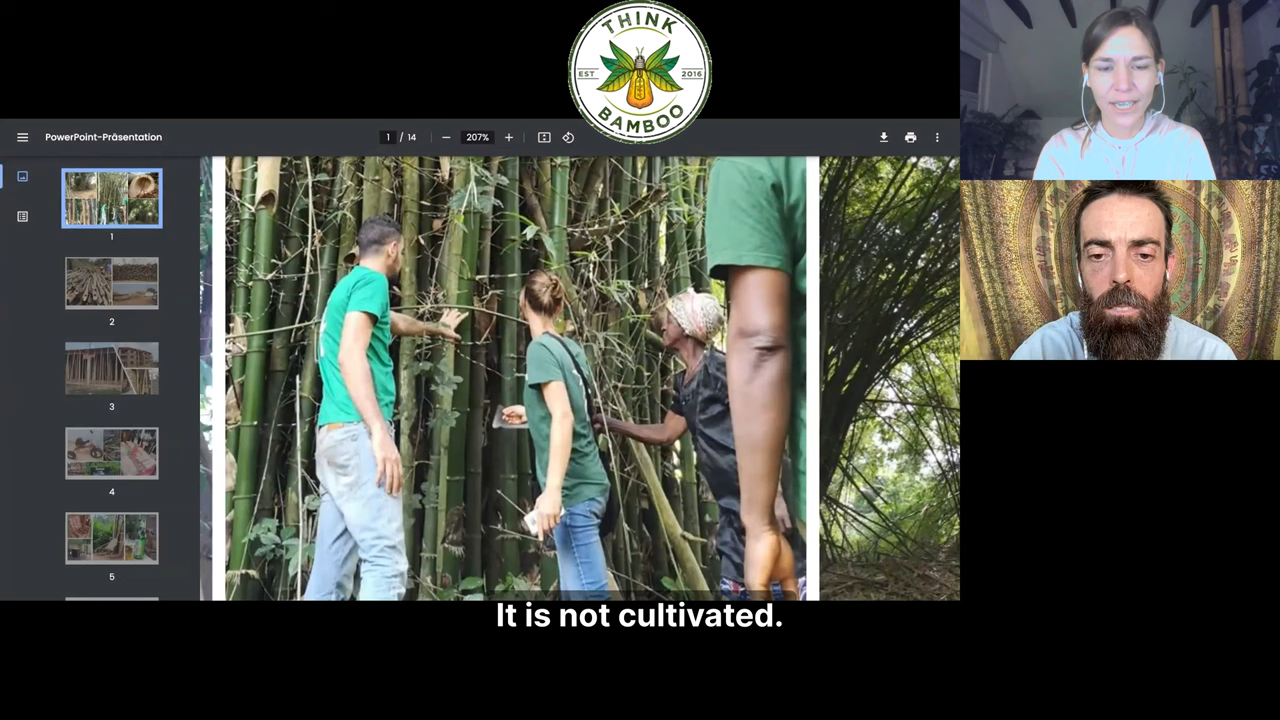 THINK
EST
2016
BAMBOO
PowerPoint-Präsentation
1 / 14
207%
1
2
3
4
5
It is not cultivated.